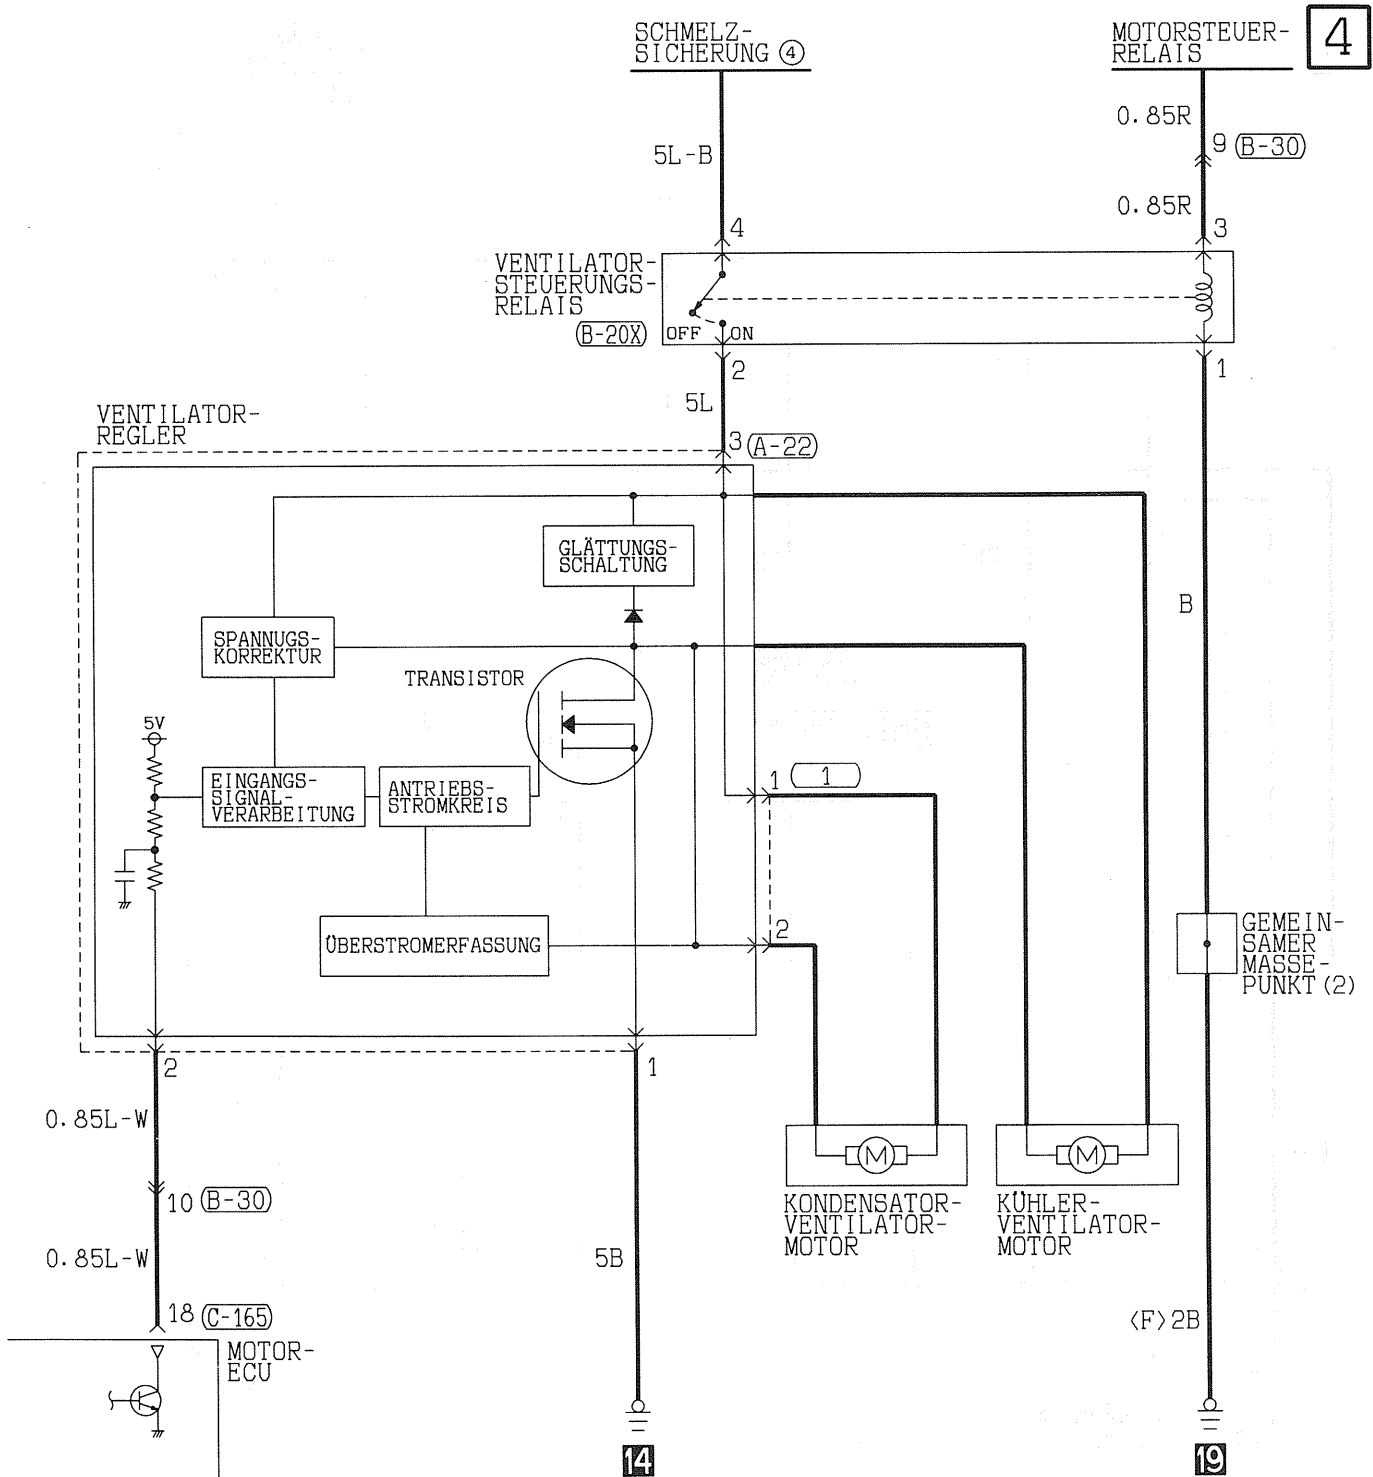 SCHMELZ-
SICHERUNG ④
MOTORSTEUER-
RELAIS
4
0.85R
9 (B-30)
5L-B
0.85R
4
3
VENTILATOR-
STEUERUNGS-
RELAIS
(B-20X)
OFF
ON
2
1
5L
VENTILATOR-
REGLER
3 (A-22)
GLÄTTUNGS-
SCHALTUNG
B
SPANNUGS-
KORREKTUR
TRANSISTOR
5V
EINGANGS-
SIGNAL-
VERARBEITUNG
ANTRIEBS-
STROMKREIS
1 (1)
ÜBERSTROMERFASSUNG
2
GEMEIN-
SAMER
MASSE-
PUNKT(2)
2
1
0.85L-W
M
M
10 (B-30)
KONDENSATOR-
VENTILATOR-
MOTOR
KÜHLER-
VENTILATOR-
MOTOR
0.85L-W
5B
18 (C-165)
<F>2B
MOTOR-
ECU
14
19